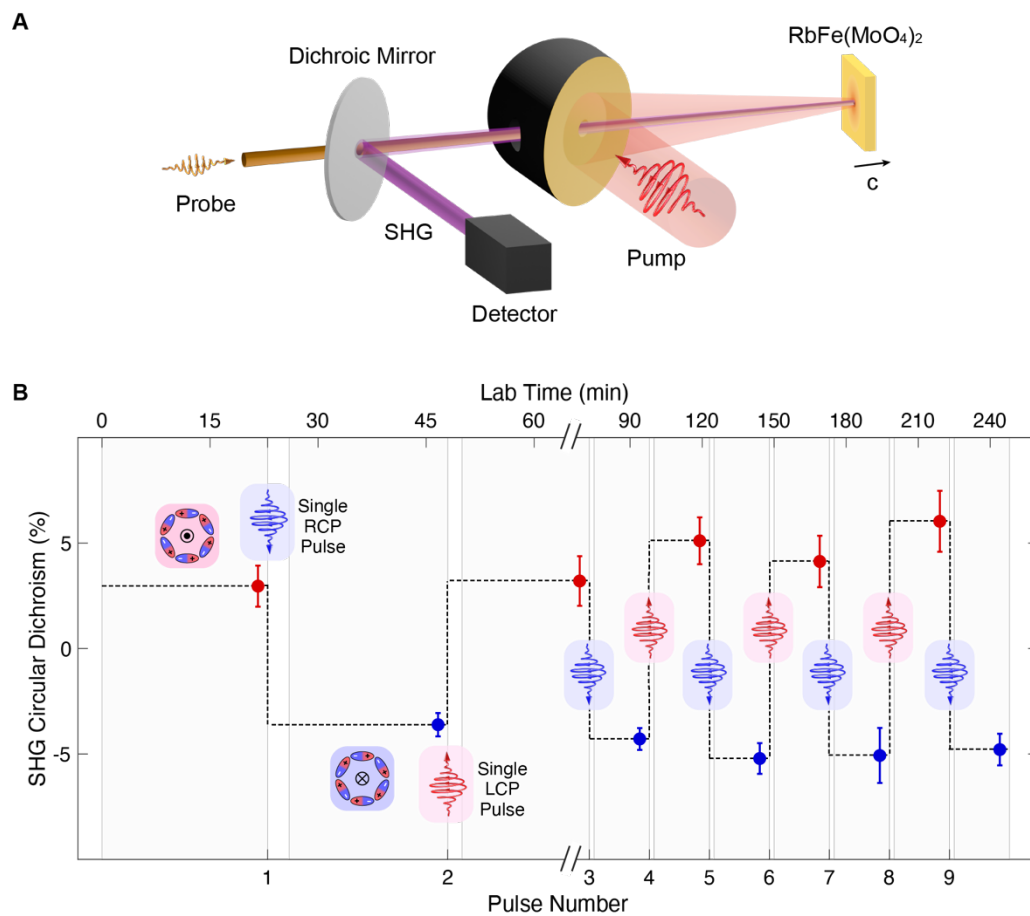 A
RbFe(MoO₄)₂
Dichroic Mirror
c
Probe
SHG
Pump
Detector
B
Lab Time (min)
0 15 30 45 60 90 120 150 180 210 240
SHG Circular Dichroism (%)
5
0
-5
Single
RCP
Pulse
Single
LCP
Pulse
1 2 3 4 5 6 7 8 9
Pulse Number